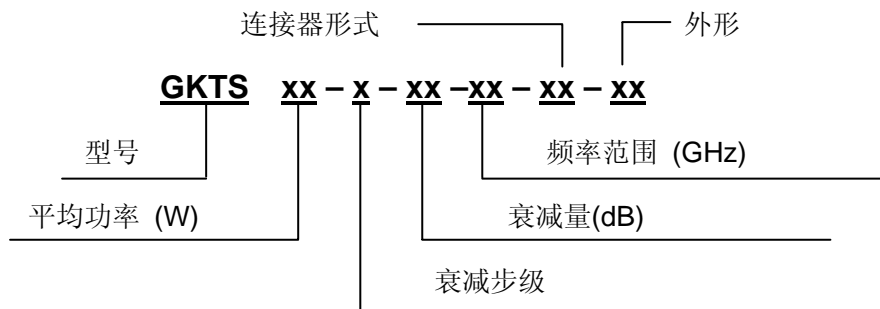 连接器形式 外形
GKTS xx – x – xx –xx – xx – xx
型号 频率范围 (GHz)
平均功率 (W) 衰减量(dB)
衰减步级